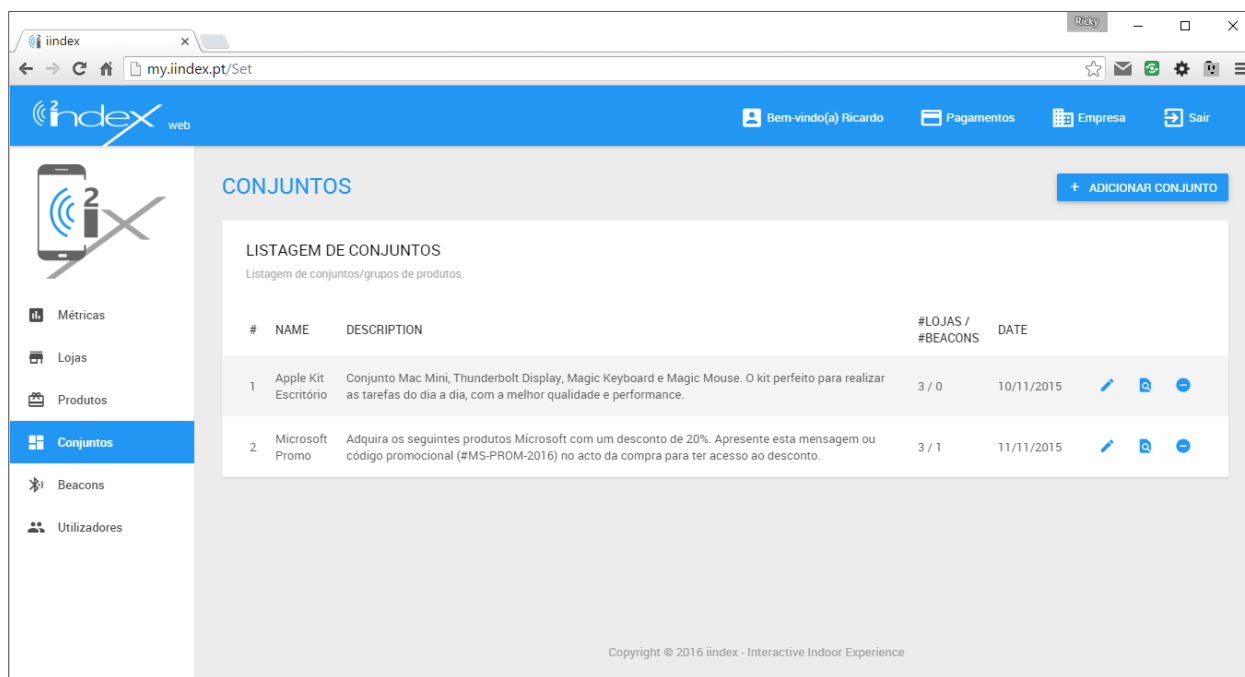 Ricky
iindex
my.iindex.pt/Set
i2ndex web
Bem-vindo(a) Ricardo
Pagamentos
Empresa
Sair
i2x
CONJUNTOS
+ ADICIONAR CONJUNTO
LISTAGEM DE CONJUNTOS
Listagem de conjuntos/grupos de produtos.
Métricas
Lojas
Produtos
Conjuntos
Beacons
Utilizadores
# NAME DESCRIPTION #LOJAS / #BEACONS DATE
1 Apple Kit Escritório
Conjunto Mac Mini, Thunderbolt Display, Magic Keyboard e Magic Mouse. O kit perfeito para realizar
as tarefas do dia a dia, com a melhor qualidade e performance.
3 / 0 10/11/2015
2 Microsoft Promo
Adquira os seguintes produtos Microsoft com um desconto de 20%. Apresente esta mensagem ou
código promocional (#MS-PROM-2016) no acto da compra para ter acesso ao desconto.
3 / 1 11/11/2015
Copyright © 2016 iindex - Interactive Indoor Experience